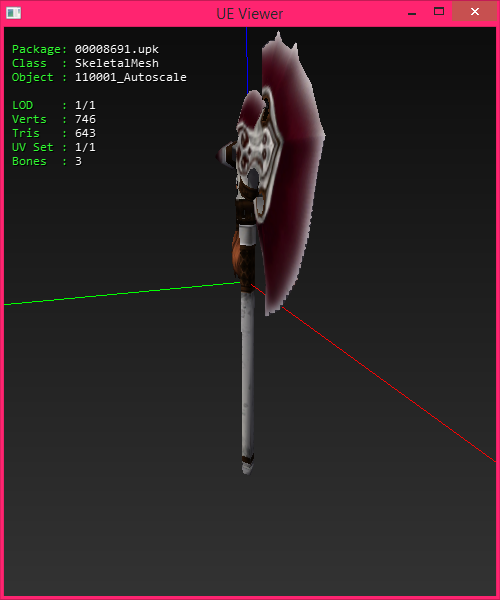 UE Viewer
Package: 00008691.upk
Class : SkeletalMesh
Object : 110001_Autoscale
LOD : 1/1
Verts : 746
Tris : 643
UV Set : 1/1
Bones : 3